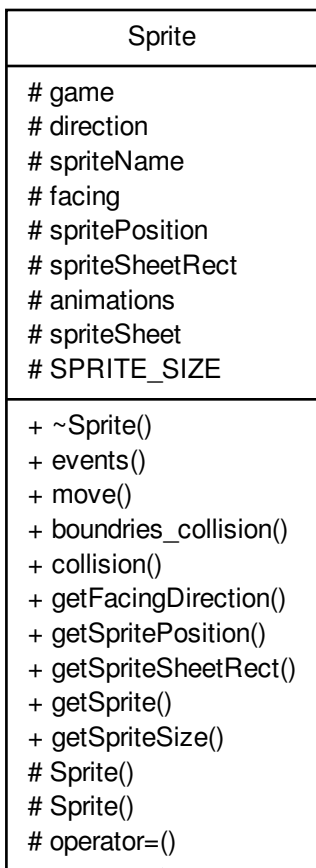 Sprite
# game
# direction
# spriteName
# facing
# spritePosition
# spriteSheetRect
# animations
# spriteSheet
# SPRITE_SIZE
+ ~Sprite()
+ events()
+ move()
+ boundries_collision()
+ collision()
+ getFacingDirection()
+ getSpritePosition()
+ getSpriteSheetRect()
+ getSprite()
+ getSpriteSize()
# Sprite()
# Sprite()
# operator=()